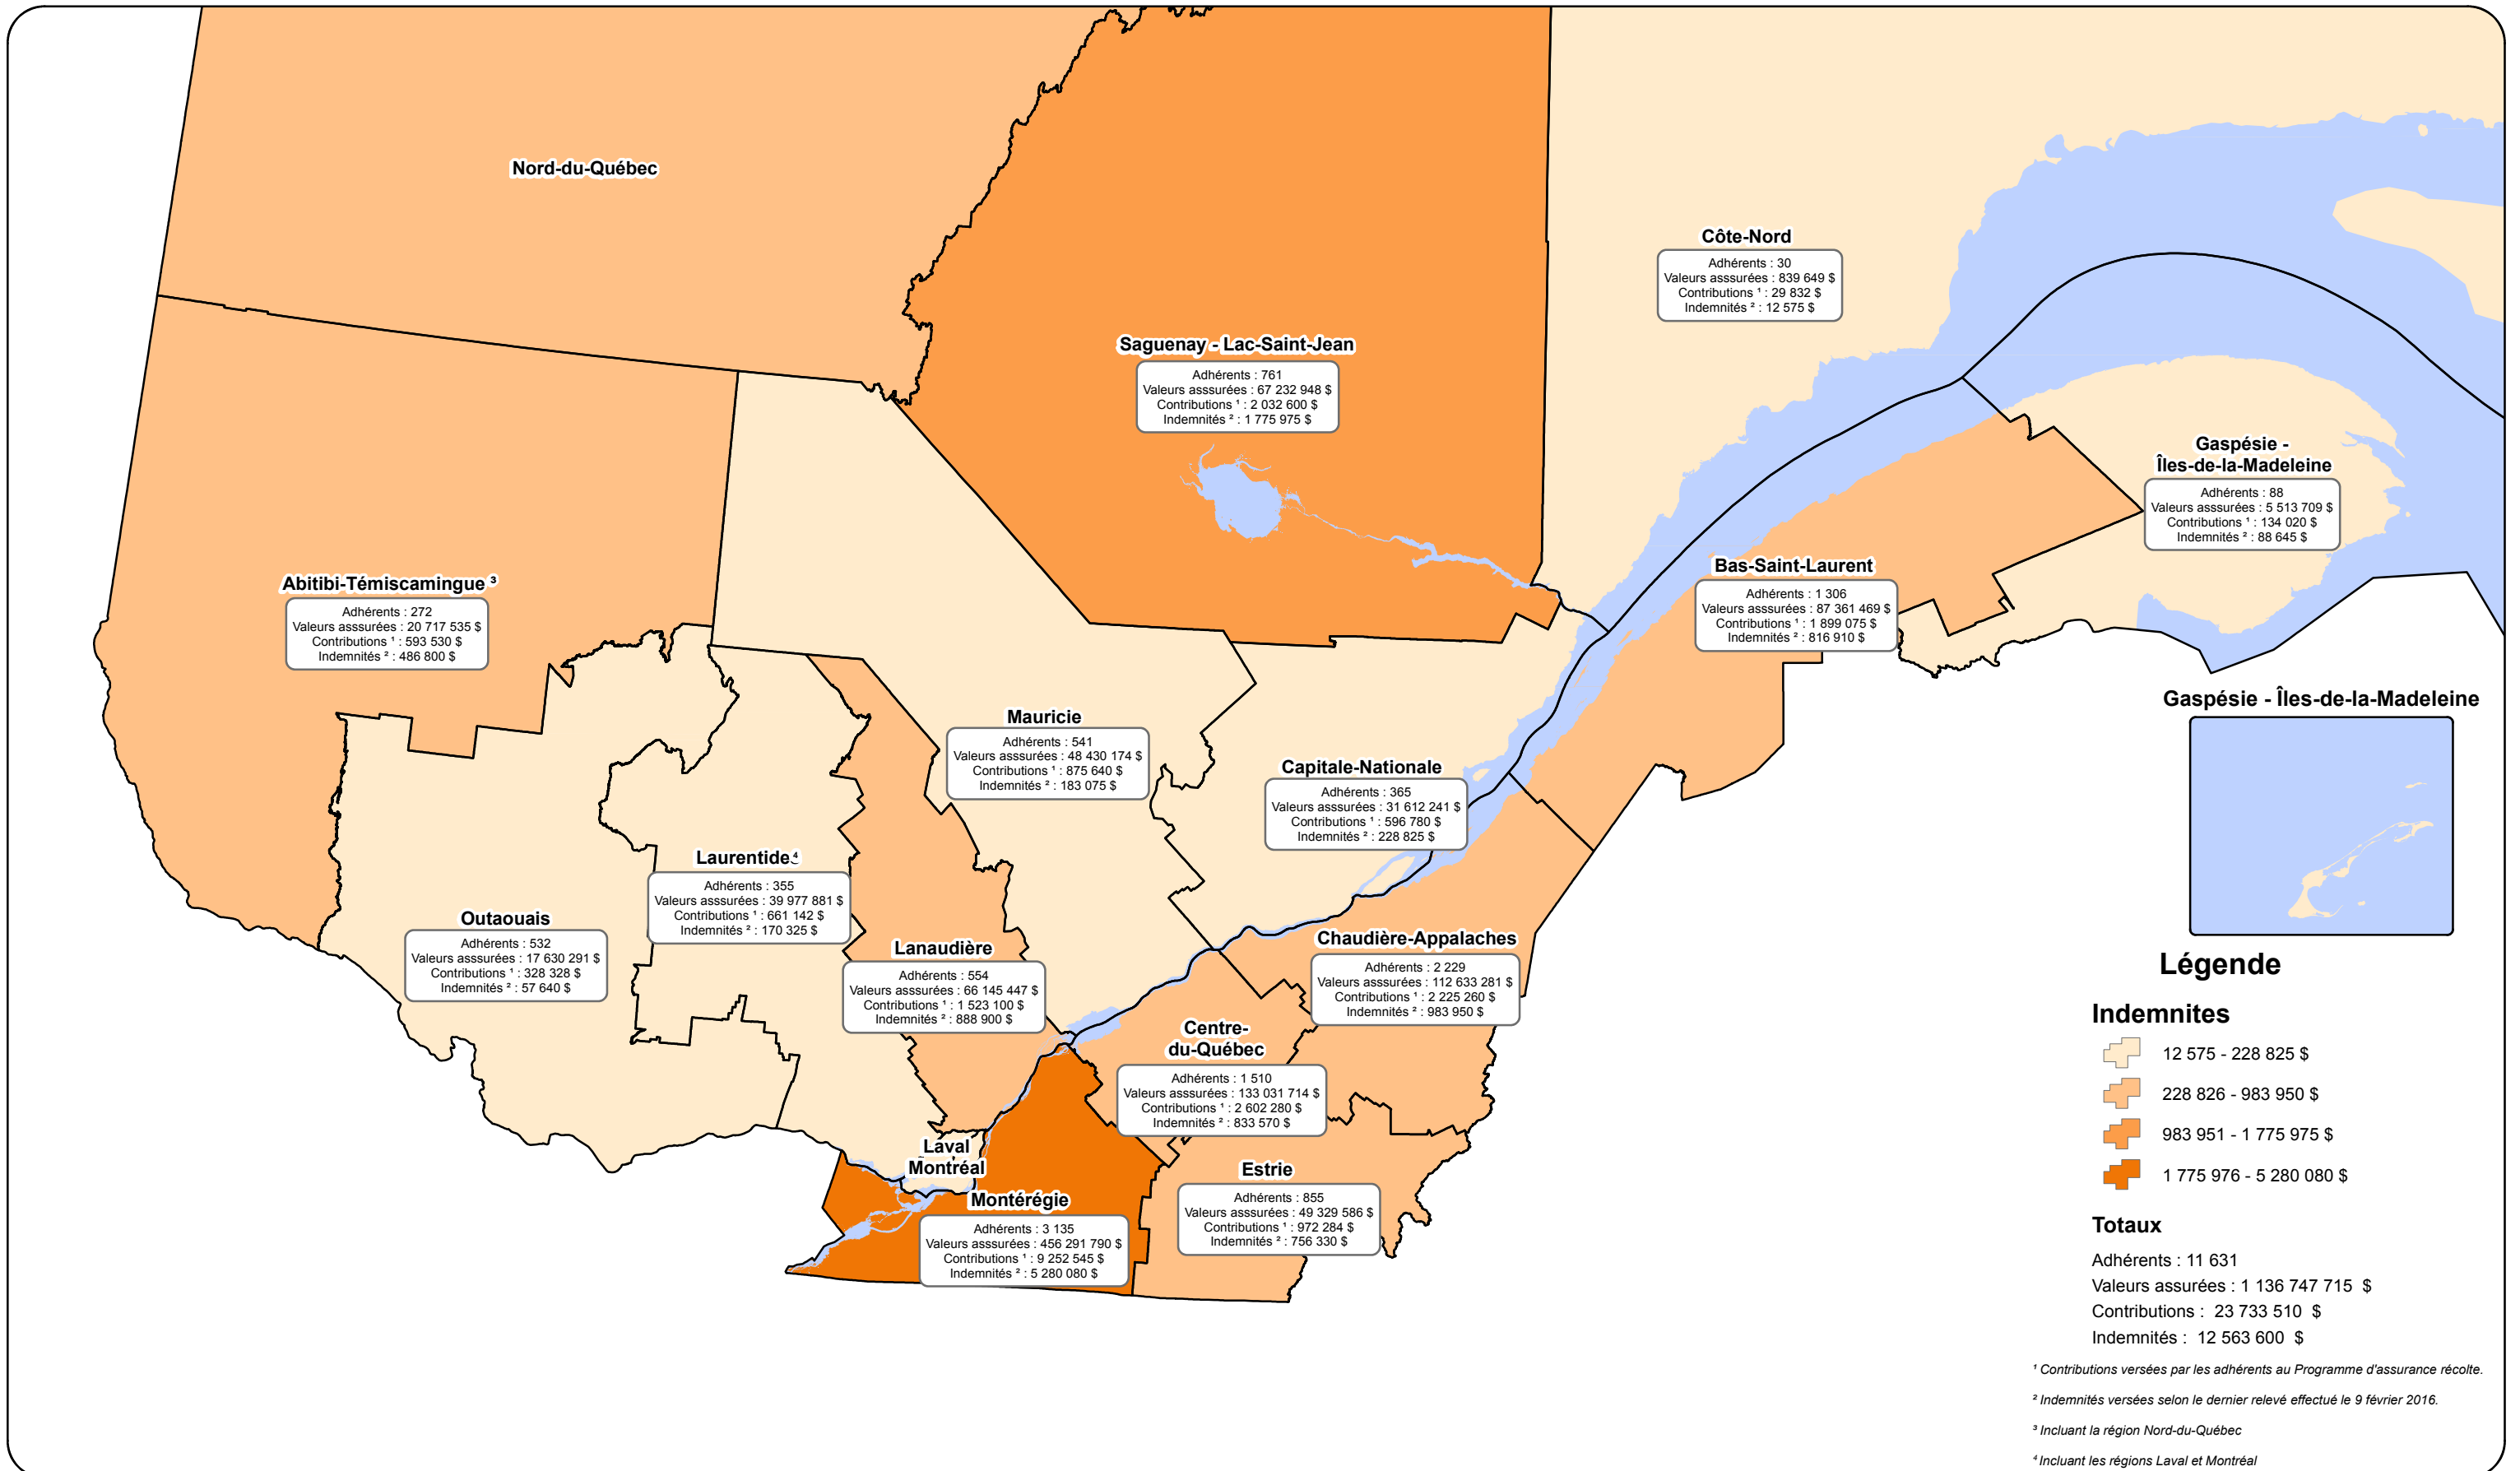 Nord-du-Québec
Côte-Nord
Adhérents : 30
Valeurs asssurées : 839 649 $
Contributions ¹ : 29 832 $
Indemnités ² : 12 575 $
Saguenay - Lac-Saint-Jean
Adhérents : 761
Valeurs asssurées : 67 232 948 $
Contributions ¹ : 2 032 600 $
Indemnités ² : 1 775 975 $
Gaspésie -
Îles-de-la-Madeleine
Adhérents : 88
Valeurs asssurées : 5 513 709 $
Contributions ¹ : 134 020 $
Indemnités ² : 88 645 $
Bas-Saint-Laurent
Adhérents : 1 306
Valeurs asssurées : 87 361 469 $
Contributions ¹ : 1 899 075 $
Indemnités ² : 816 910 $
Abitibi-Témiscamingue ³
Adhérents : 272
Valeurs asssurées : 20 717 535 $
Contributions ¹ : 593 530 $
Indemnités ² : 486 800 $
Mauricie
Adhérents : 541
Valeurs asssurées : 48 430 174 $
Contributions ¹ : 875 640 $
Indemnités ² : 183 075 $
Capitale-Nationale
Adhérents : 365
Valeurs asssurées : 31 612 241 $
Contributions ¹ : 596 780 $
Indemnités ² : 228 825 $
Laurentides⁴
Adhérents : 355
Valeurs asssurées : 39 977 881 $
Contributions ¹ : 661 142 $
Indemnités ² : 170 325 $
Outaouais
Adhérents : 532
Valeurs asssurées : 17 630 291 $
Contributions ¹ : 328 328 $
Indemnités ² : 57 640 $
Lanaudière
Adhérents : 554
Valeurs asssurées : 66 145 447 $
Contributions ¹ : 1 523 100 $
Indemnités ² : 888 900 $
Chaudière-Appalaches
Adhérents : 2 229
Valeurs asssurées : 112 633 281 $
Contributions ¹ : 2 225 260 $
Indemnités ² : 983 950 $
Centre-
du-Québec
Adhérents : 1 510
Valeurs asssurées : 133 031 714 $
Contributions ¹ : 2 602 280 $
Indemnités ² : 833 570 $
Laval
Montréal
Montérégie
Adhérents : 3 135
Valeurs asssurées : 456 291 790 $
Contributions ¹ : 9 252 545 $
Indemnités ² : 5 280 080 $
Estrie
Adhérents : 855
Valeurs asssurées : 49 329 586 $
Contributions ¹ : 972 284 $
Indemnités ² : 756 330 $
Gaspésie - Îles-de-la-Madeleine
Légende
Indemnites
12 575 - 228 825 $
228 826 - 983 950 $
983 951 - 1 775 975 $
1 775 976 - 5 280 080 $
Totaux
Adhérents : 11 631
Valeurs assurées : 1 136 747 715 $
Contributions : 23 733 510 $
Indemnités : 12 563 600 $
¹ Contributions versées par les adhérents au Programme d'assurance récolte.
² Indemnités versées selon le dernier relevé effectué le 9 février 2016.
³ Incluant la région Nord-du-Québec
⁴ Incluant les régions Laval et Montréal